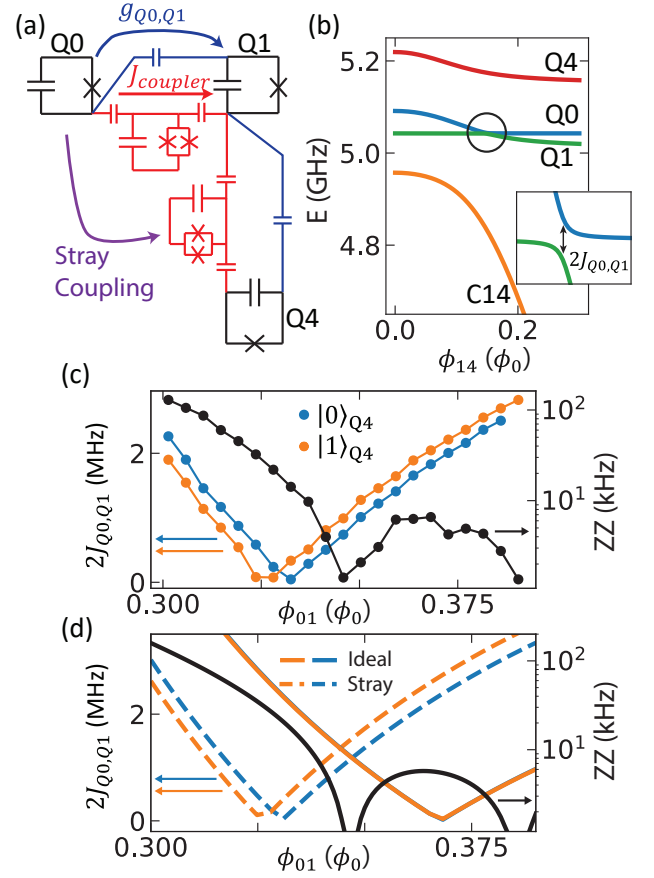 (a)
Q0
g_{Q0,Q1}
Q1
J_{coupler}
Stray
Coupling
Q4
(b)
E (GHz)
5.2
5.0
4.8
Q4
Q0
Q1
2J_{Q0,Q1}
C14
0.0
0.2
ϕ_{14} (ϕ_0)
(c)
2J_{Q0,Q1} (MHz)
2
0
|0⟩_{Q4}
|1⟩_{Q4}
10^2
10^1
ZZ (kHz)
0.300
ϕ_{01} (ϕ_0)
0.375
(d)
2J_{Q0,Q1} (MHz)
2
0
Ideal
Stray
10^2
10^1
ZZ (kHz)
0.300
ϕ_{01} (ϕ_0)
0.375